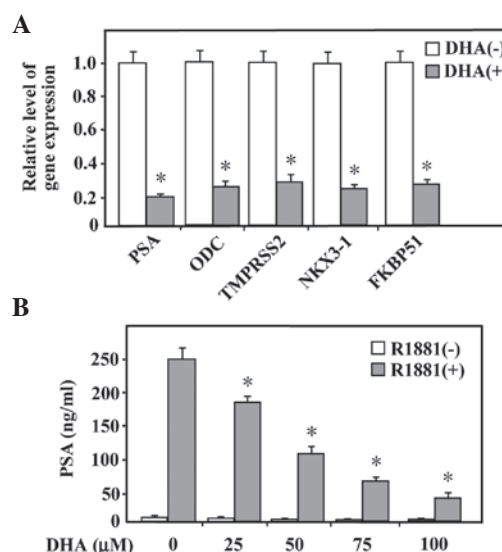 A
Relative level of
gene expression
1.0
0.8
0.6
0.4
0.2
0
DHA(-)
DHA(+
*
*
*
*
*
PSA
ODC
TMPRSS2
NKX3-1
FKBP51
B
PSA (ng/ml)
250
200
150
100
50
0
R1881(-)
R1881(+)
*
*
*
*
DHA (μM) 0 25 50 75 100